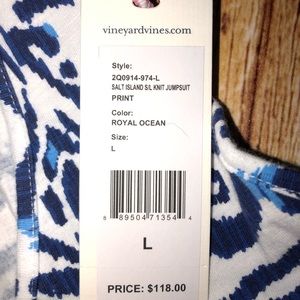 vineyardvines.com
Style:
2Q0914-974-L
SALT ISLAND S/L KNIT JUMPSUIT
PRINT
Color:
ROYAL OCEAN
Size:
L
6 89504 71354 4
L
PRICE: $118.00